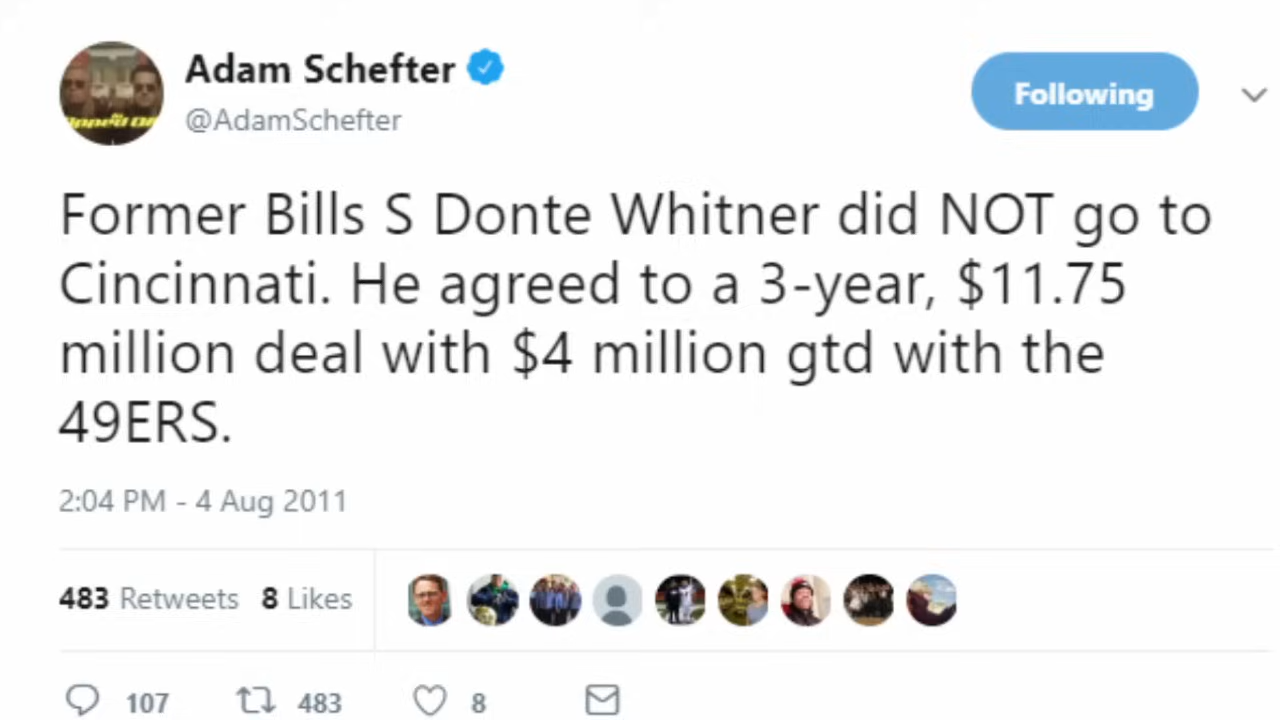 Adam Schefter
@AdamSchefter
Following
Former Bills S Donte Whitner did NOT go to
Cincinnati. He agreed to a 3-year, $11.75
million deal with $4 million gtd with the
49ERS.
2:04 PM - 4 Aug 2011
483 Retweets 8 Likes
107 483 8